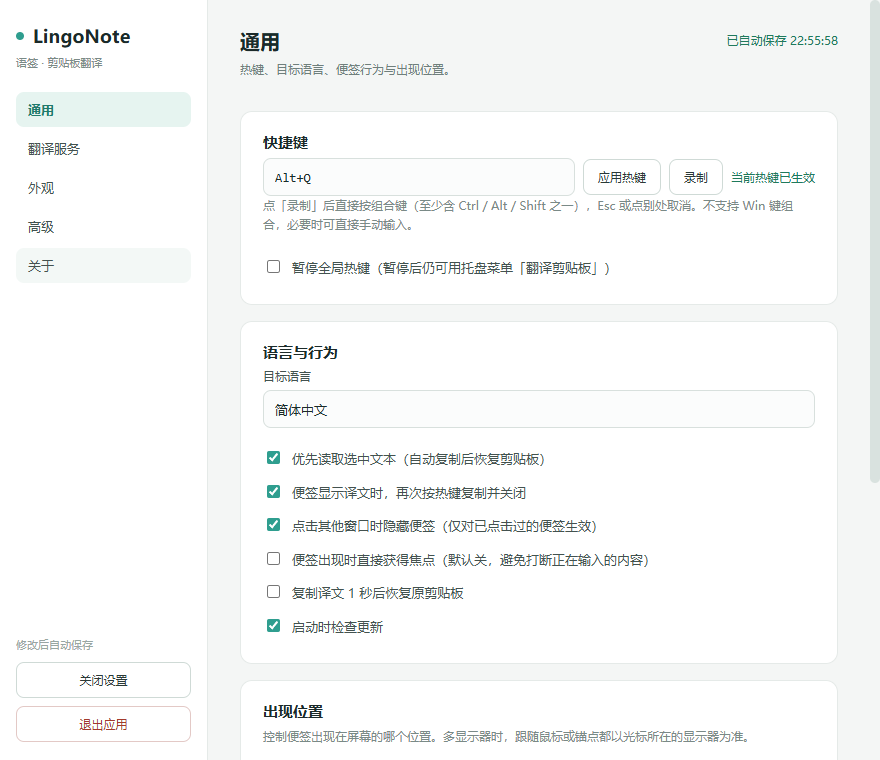 LingoNote
语签 · 剪贴板翻译
通用
翻译服务
外观
高级
关于
修改后自动保存
关闭设置
退出应用
通用
已自动保存 22:55:58
热键、目标语言、便签行为与出现位置。
快捷键
Alt+Q
应用热键
录制
当前热键已生效
点「录制」后直接按组合键（至少含 Ctrl / Alt / Shift 之一），Esc 或点别处取消。不支持 Win 键组
合，必要时可直接手动输入。
暂停全局热键（暂停后仍可用托盘菜单「翻译剪贴板」）
语言与行为
目标语言
简体中文
优先读取选中文本（自动复制后恢复剪贴板）
便签显示译文时，再次按热键复制并关闭
点击其他窗口时隐藏便签（仅对已点击过的便签生效）
便签出现时直接获得焦点（默认关，避免打断正在输入的内容）
复制译文 1 秒后恢复原剪贴板
启动时检查更新
出现位置
控制便签出现在屏幕的哪个位置。多显示器时，跟随鼠标或锚点都以光标所在的显示器为准。